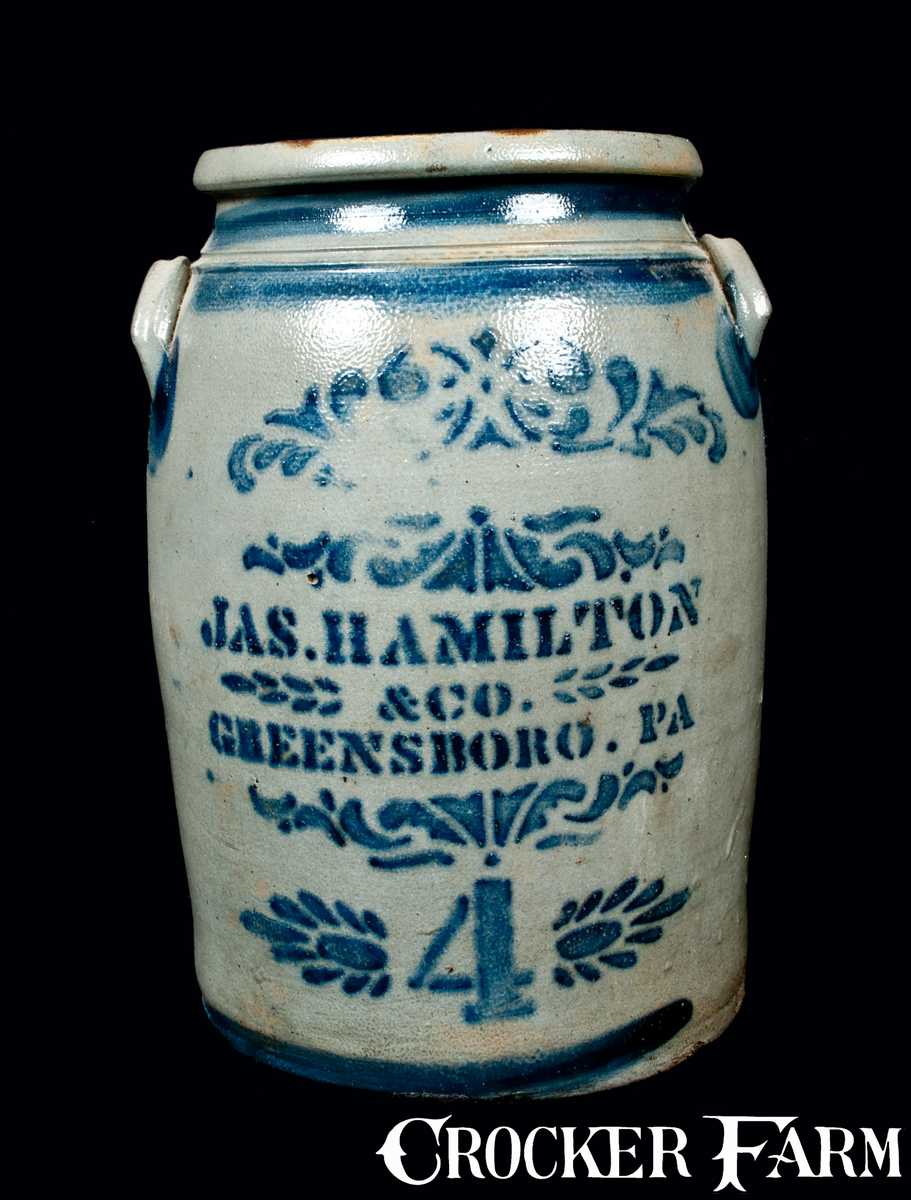 JAS. HAMILTON
& CO.
GREENSBORO. PA
4
CROCKER FARM